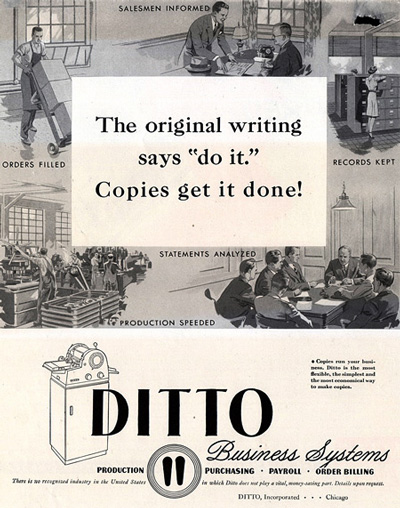 SALESMEN INFORMED
The original writing
says "do it."
Copies get it done!
ORDERS FILLED
RECORDS KEPT
STATEMENTS ANALYZED
PRODUCTION SPEEDED
• Copies run your busi-
ness. Ditto is the most
flexible, the simplest and
the most economical way
to make copies.
DITTO
Business Systems
PRODUCTION PURCHASING · PAYROLL · ORDER BILLING
There is no recognized industry in the United States in which Ditto does not play a vital, money-saving part. Details upon request.
DITTO, Incorporated · · · Chicago